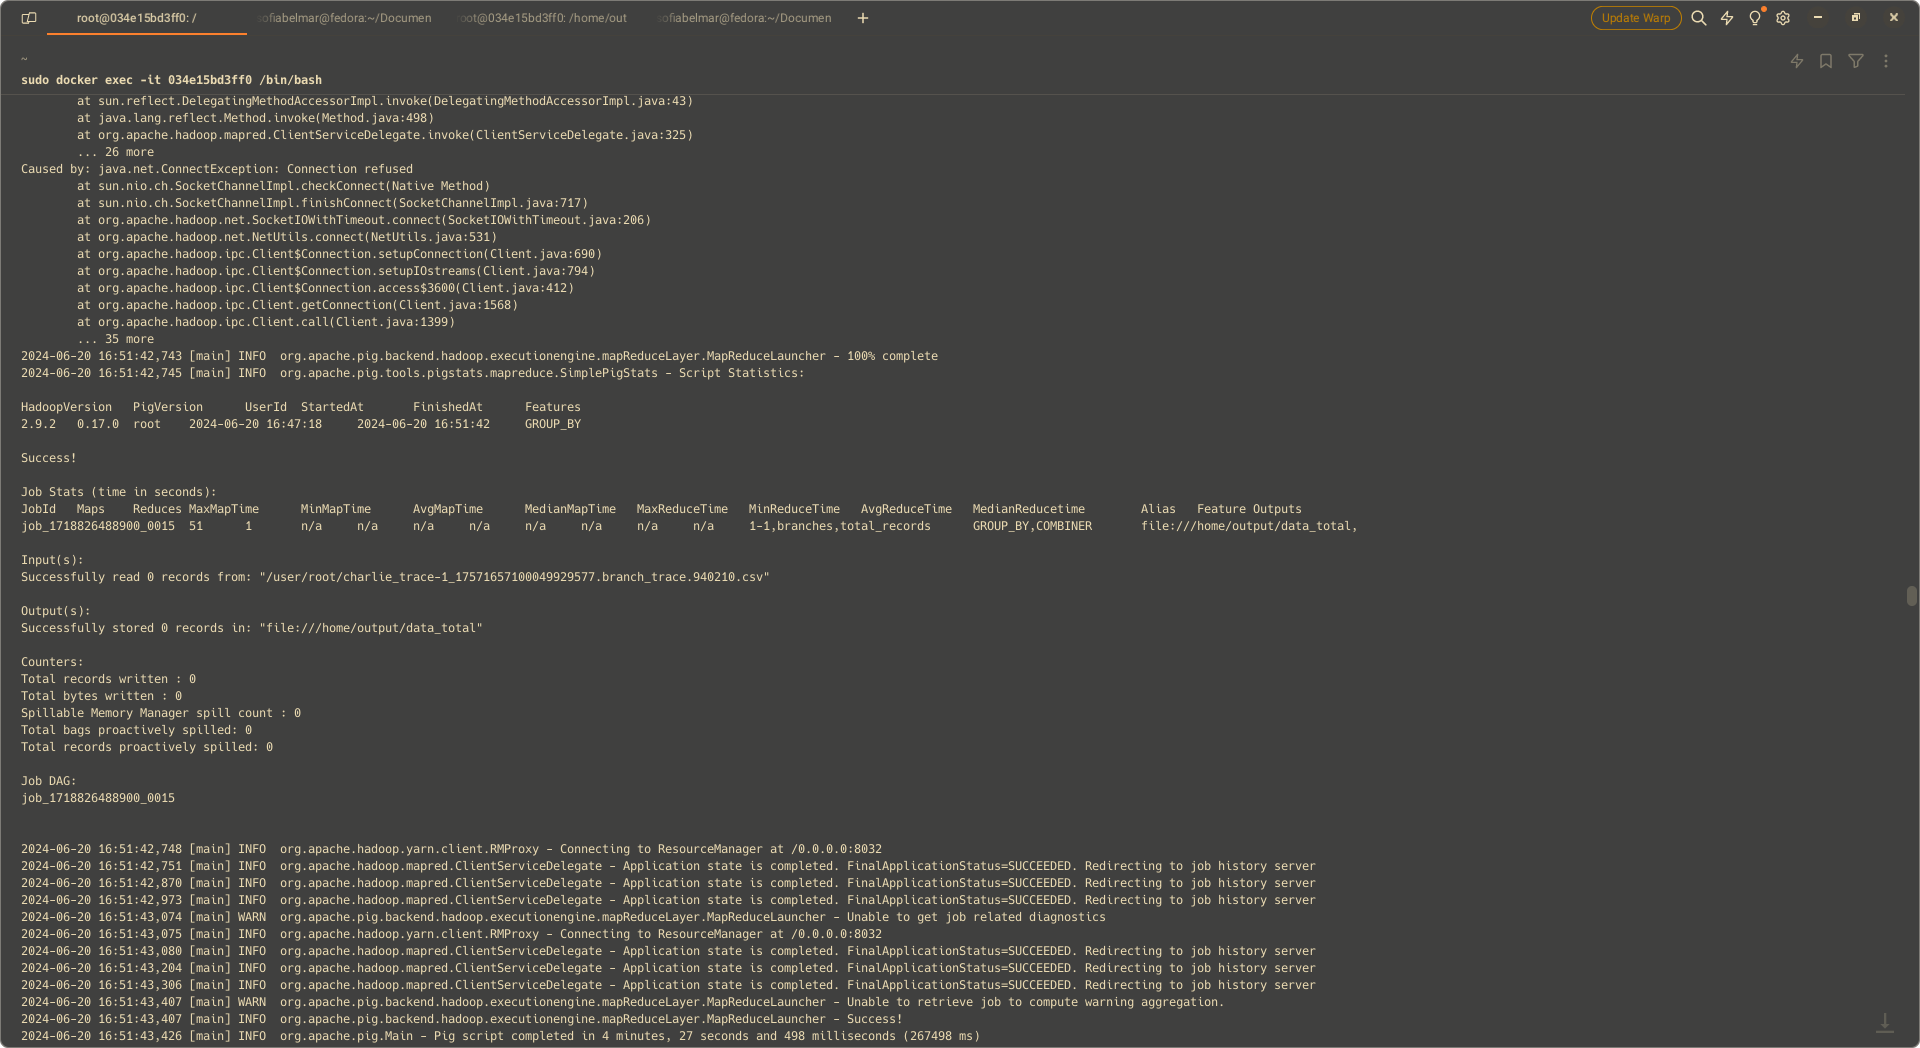 root@034e15bd3ff0: /
ofiabelmar@fedora:~/Documen
oot@034e15bd3ff0: /home/out
ofiabelmar@fedora:~/Documen
+
Update Warp
~
sudo docker exec -it 034e15bd3ff0 /bin/bash
at sun.reflect.DelegatingMethodAccessorImpl.invoke(DelegatingMethodAccessorImpl.java:43)
at java.lang.reflect.Method.invoke(Method.java:498)
at org.apache.hadoop.mapred.ClientServiceDelegate.invoke(ClientServiceDelegate.java:325)
... 26 more
Caused by: java.net.ConnectException: Connection refused
at sun.nio.ch.SocketChannelImpl.checkConnect(Native Method)
at sun.nio.ch.SocketChannelImpl.finishConnect(SocketChannelImpl.java:717)
at org.apache.hadoop.net.SocketIOWithTimeout.connect(SocketIOWithTimeout.java:206)
at org.apache.hadoop.net.NetUtils.connect(NetUtils.java:531)
at org.apache.hadoop.ipc.Client$Connection.setupConnection(Client.java:690)
at org.apache.hadoop.ipc.Client$Connection.setupIOstreams(Client.java:794)
at org.apache.hadoop.ipc.Client$Connection.access$3600(Client.java:412)
at org.apache.hadoop.ipc.Client.getConnection(Client.java:1568)
at org.apache.hadoop.ipc.Client.call(Client.java:1399)
... 35 more
2024-06-20 16:51:42,743 [main] INFO  org.apache.pig.backend.hadoop.executionengine.mapReduceLayer.MapReduceLauncher - 100% complete
2024-06-20 16:51:42,745 [main] INFO  org.apache.pig.tools.pigstats.mapreduce.SimplePigStats - Script Statistics:
HadoopVersion PigVersion UserId StartedAt FinishedAt Features
2.9.2 0.17.0 root 2024-06-20 16:47:18 2024-06-20 16:51:42 GROUP_BY
Success!
Job Stats (time in seconds):
JobId Maps Reduces MaxMapTime MinMapTime AvgMapTime MedianMapTime MaxReduceTime MinReduceTime AvgReduceTime MedianReducetime Alias Feature Outputs
job_1718826488900_0015 51 1 n/a n/a n/a n/a n/a n/a n/a n/a 1-1,branches,total_records GROUP_BY,COMBINER file:///home/output/data_total,
Input(s):
Successfully read 0 records from: "/user/root/charlie_trace-1_17571657100049929577.branch_trace.940210.csv"
Output(s):
Successfully stored 0 records in: "file:///home/output/data_total"
Counters:
Total records written : 0
Total bytes written : 0
Spillable Memory Manager spill count : 0
Total bags proactively spilled: 0
Total records proactively spilled: 0
Job DAG:
job_1718826488900_0015
2024-06-20 16:51:42,748 [main] INFO  org.apache.hadoop.yarn.client.RMProxy - Connecting to ResourceManager at /0.0.0.0:8032
2024-06-20 16:51:42,751 [main] INFO  org.apache.hadoop.mapred.ClientServiceDelegate - Application state is completed. FinalApplicationStatus=SUCCEEDED. Redirecting to job history server
2024-06-20 16:51:42,870 [main] INFO  org.apache.hadoop.mapred.ClientServiceDelegate - Application state is completed. FinalApplicationStatus=SUCCEEDED. Redirecting to job history server
2024-06-20 16:51:42,973 [main] INFO  org.apache.hadoop.mapred.ClientServiceDelegate - Application state is completed. FinalApplicationStatus=SUCCEEDED. Redirecting to job history server
2024-06-20 16:51:43,074 [main] WARN  org.apache.pig.backend.hadoop.executionengine.mapReduceLayer.MapReduceLauncher - Unable to get job related diagnostics
2024-06-20 16:51:43,075 [main] INFO  org.apache.hadoop.yarn.client.RMProxy - Connecting to ResourceManager at /0.0.0.0:8032
2024-06-20 16:51:43,080 [main] INFO  org.apache.hadoop.mapred.ClientServiceDelegate - Application state is completed. FinalApplicationStatus=SUCCEEDED. Redirecting to job history server
2024-06-20 16:51:43,204 [main] INFO  org.apache.hadoop.mapred.ClientServiceDelegate - Application state is completed. FinalApplicationStatus=SUCCEEDED. Redirecting to job history server
2024-06-20 16:51:43,306 [main] INFO  org.apache.hadoop.mapred.ClientServiceDelegate - Application state is completed. FinalApplicationStatus=SUCCEEDED. Redirecting to job history server
2024-06-20 16:51:43,407 [main] WARN  org.apache.pig.backend.hadoop.executionengine.mapReduceLayer.MapReduceLauncher - Unable to retrieve job to compute warning aggregation.
2024-06-20 16:51:43,407 [main] INFO  org.apache.pig.backend.hadoop.executionengine.mapReduceLayer.MapReduceLauncher - Success!
2024-06-20 16:51:43,426 [main] INFO  org.apache.pig.Main - Pig script completed in 4 minutes, 27 seconds and 498 milliseconds (267498 ms)